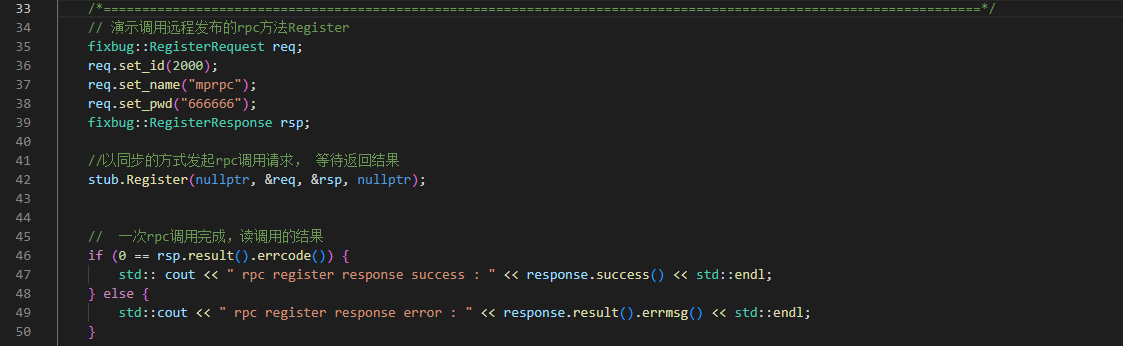 33 /*===================================================================================================================*/
34 // 演示调用远程发布的rpc方法Register
35 fixbug::RegisterRequest req;
36 req.set_id(2000);
37 req.set_name("mprpc");
38 req.set_pwd("666666");
39 fixbug::RegisterResponse rsp;
40
41 //以同步的方式发起rpc调用请求， 等待返回结果
42 stub.Register(nullptr, &req, &rsp, nullptr);
43
44
45 //  一次rpc调用完成，读调用的结果
46 if (0 == rsp.result().errcode()) {
47     std:: cout << " rpc register response success : " << response.success() << std::endl;
48 } else {
49     std::cout << " rpc register response error : " << response.result().errmsg() << std::endl;
50 }